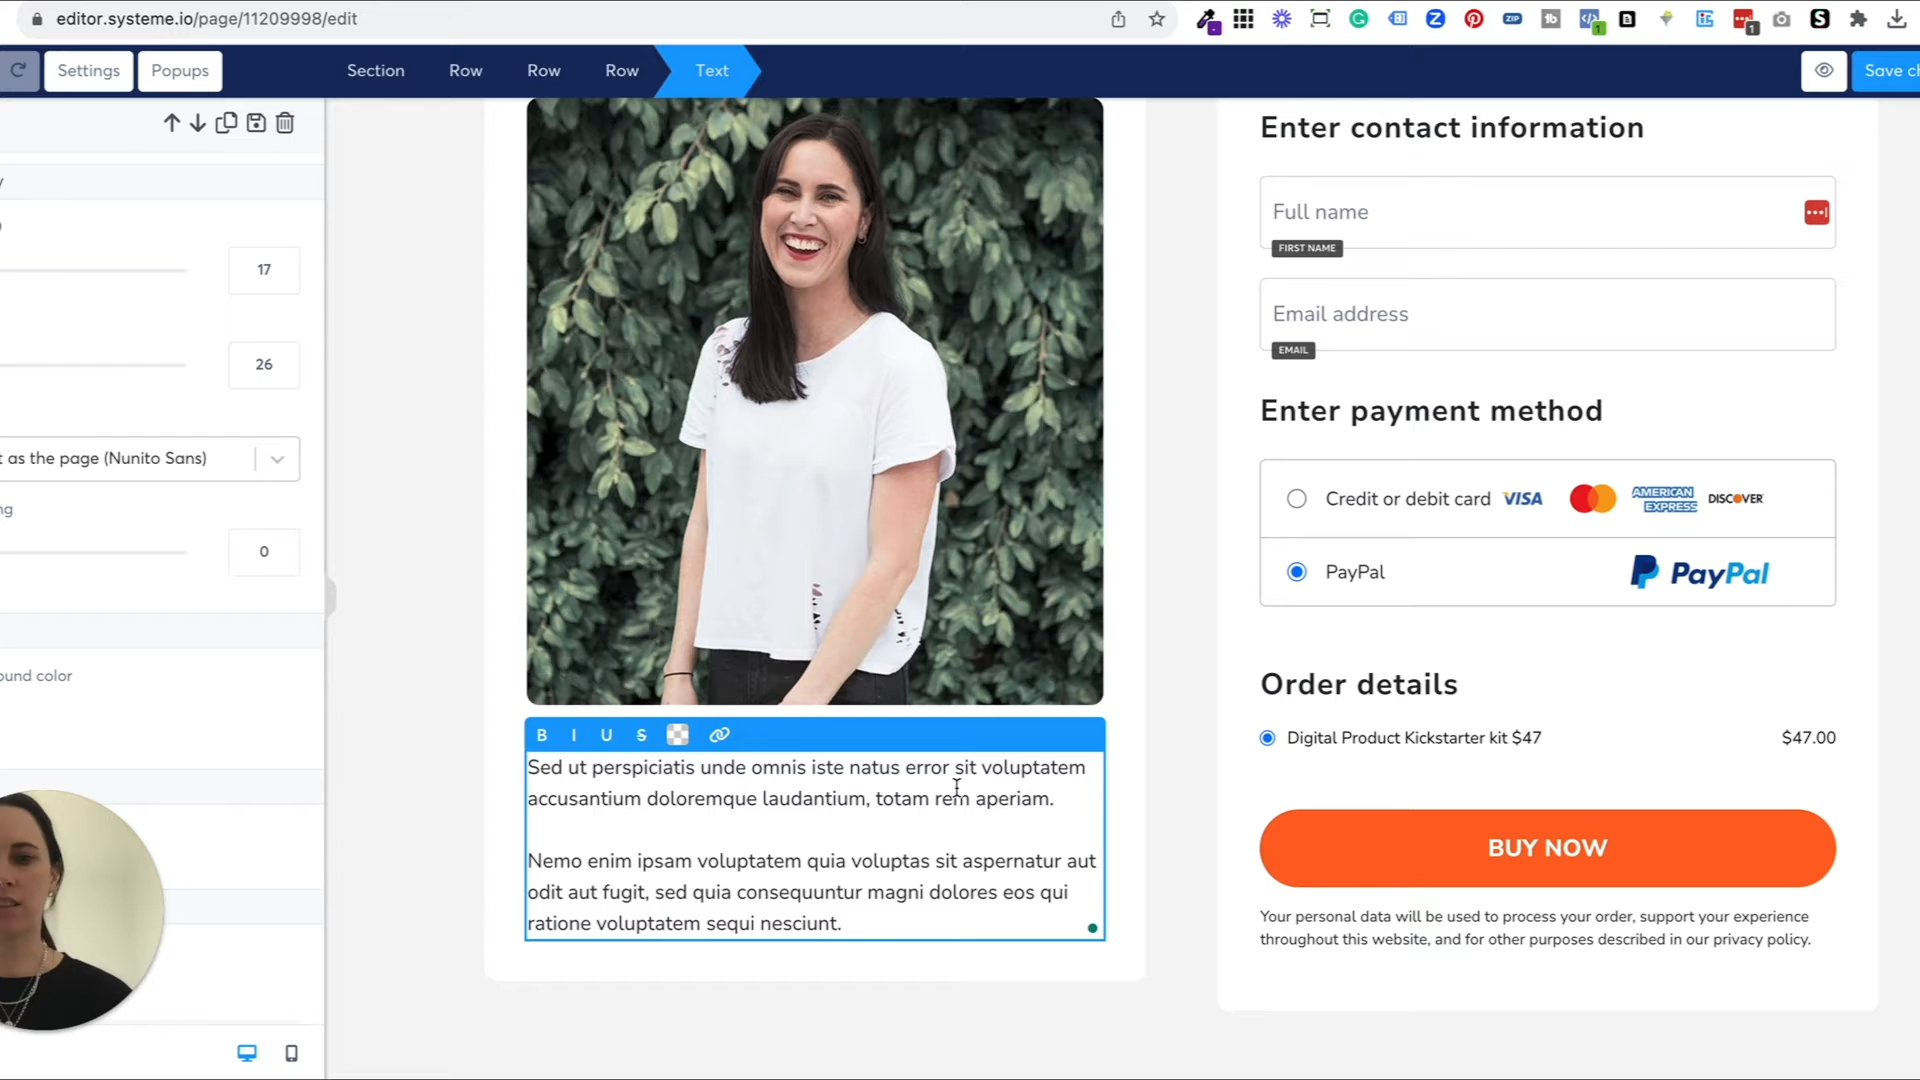 editor.systeme.io/page/11209998/edit
Settings
Popups
Section
Row
Row
Row
Text
Save ch
17
26
t as the page (Nunito Sans)
ng
0
ound color
B I U S
Sed ut perspiciatis unde omnis iste natus error sit voluptatem
accusantium doloremque laudantium, totam rem aperiam.
Nemo enim ipsam voluptatem quia voluptas sit aspernatur aut
odit aut fugit, sed quia consequuntur magni dolores eos qui
ratione voluptatem sequi nesciunt.
Enter contact information
Full name
FIRST NAME
Email address
EMAIL
Enter payment method
Credit or debit card VISA AMERICAN EXPRESS DISCOVER
PayPal PayPal
Order details
Digital Product Kickstarter kit $47 $47.00
BUY NOW
Your personal data will be used to process your order, support your experience
throughout this website, and for other purposes described in our privacy policy.